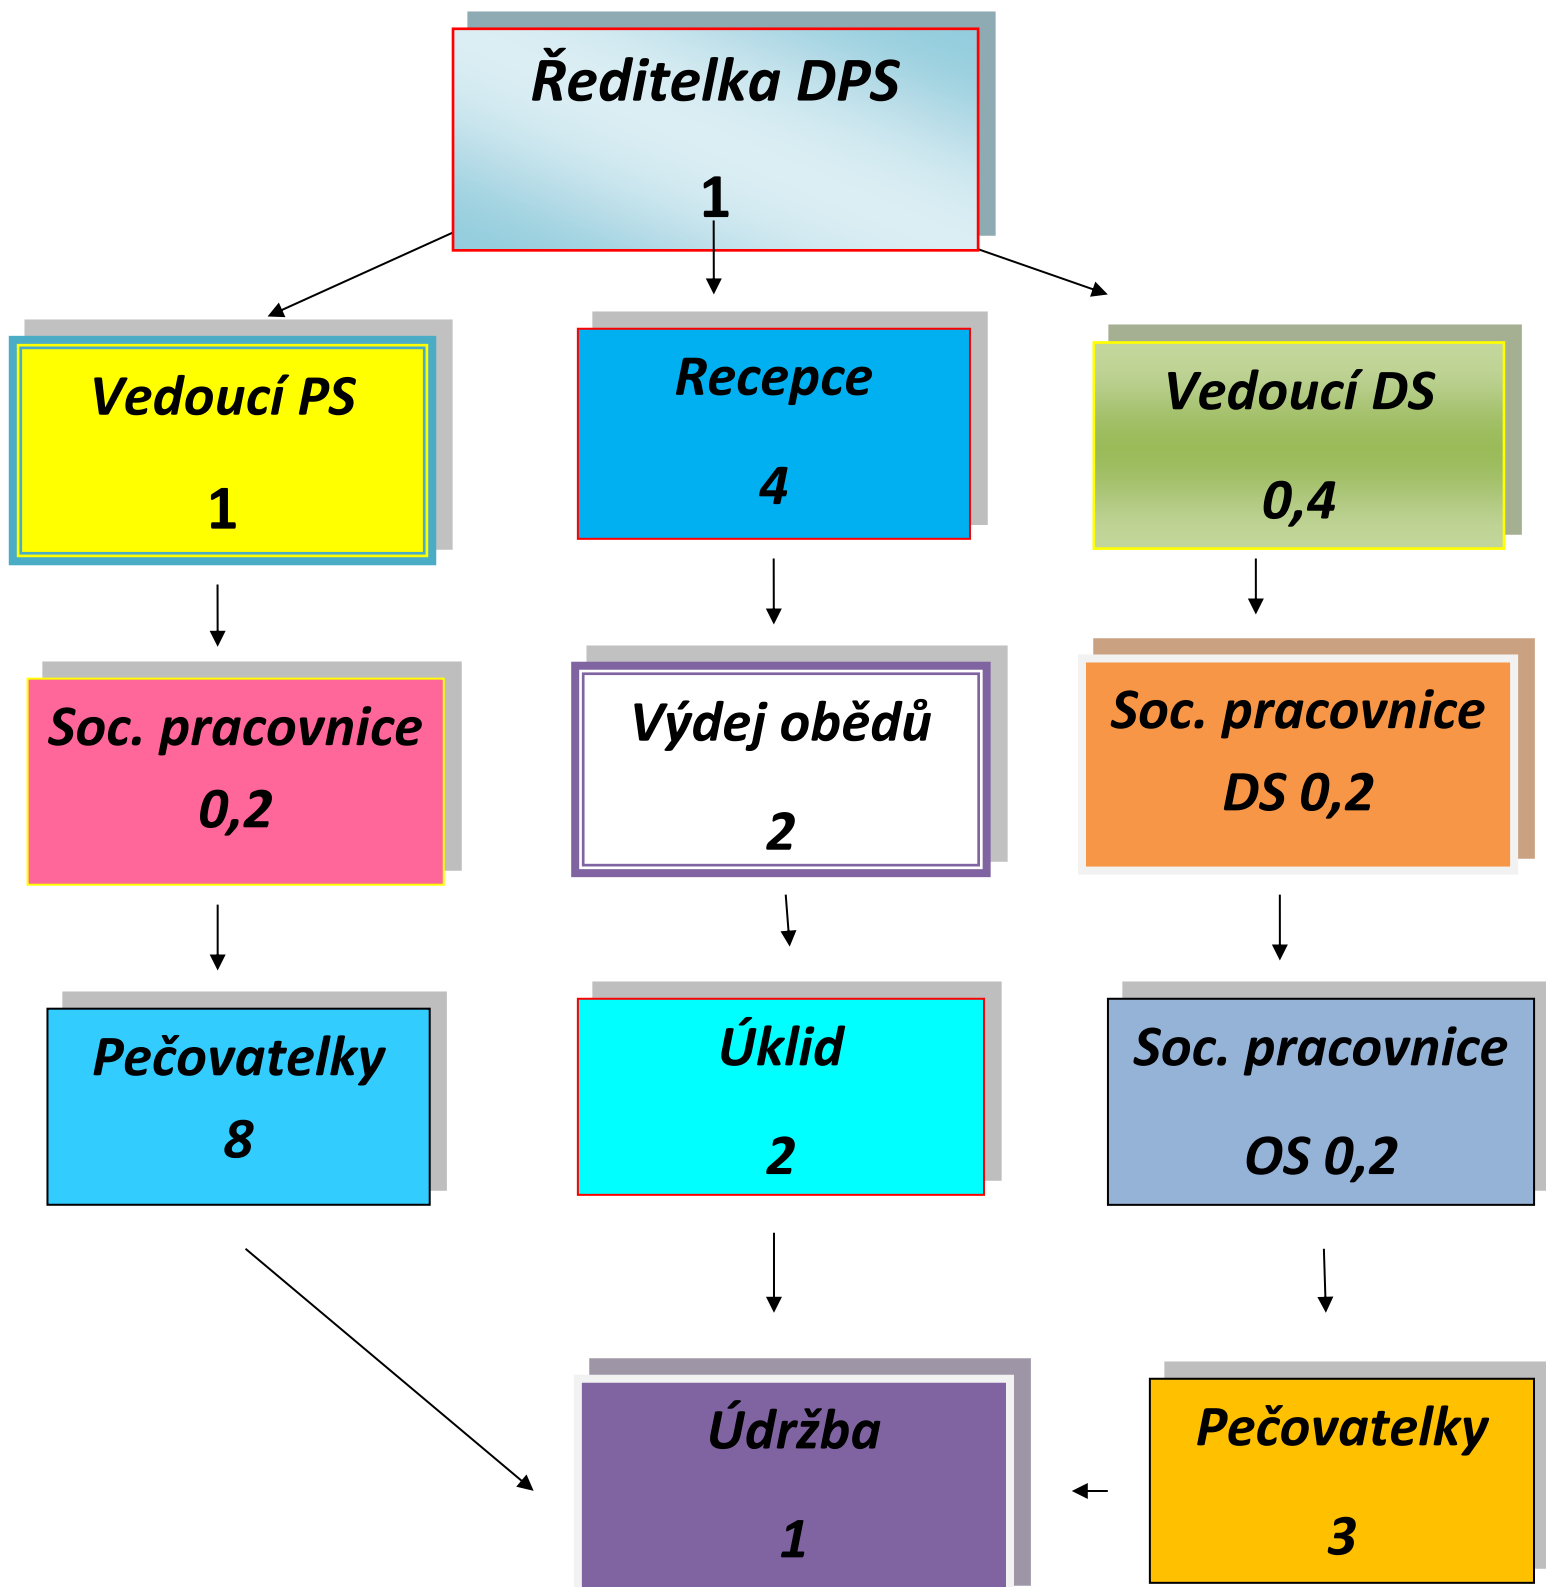 Ředitelka DPS
1
Vedoucí PS
1
Recepce
4
Vedoucí DS
0,4
Soc. pracovnice
0,2
Výdej obědů
2
Soc. pracovnice
DS 0,2
Pečovatelky
8
Úklid
2
Soc. pracovnice
OS 0,2
Údržba
1
Pečovatelky
3